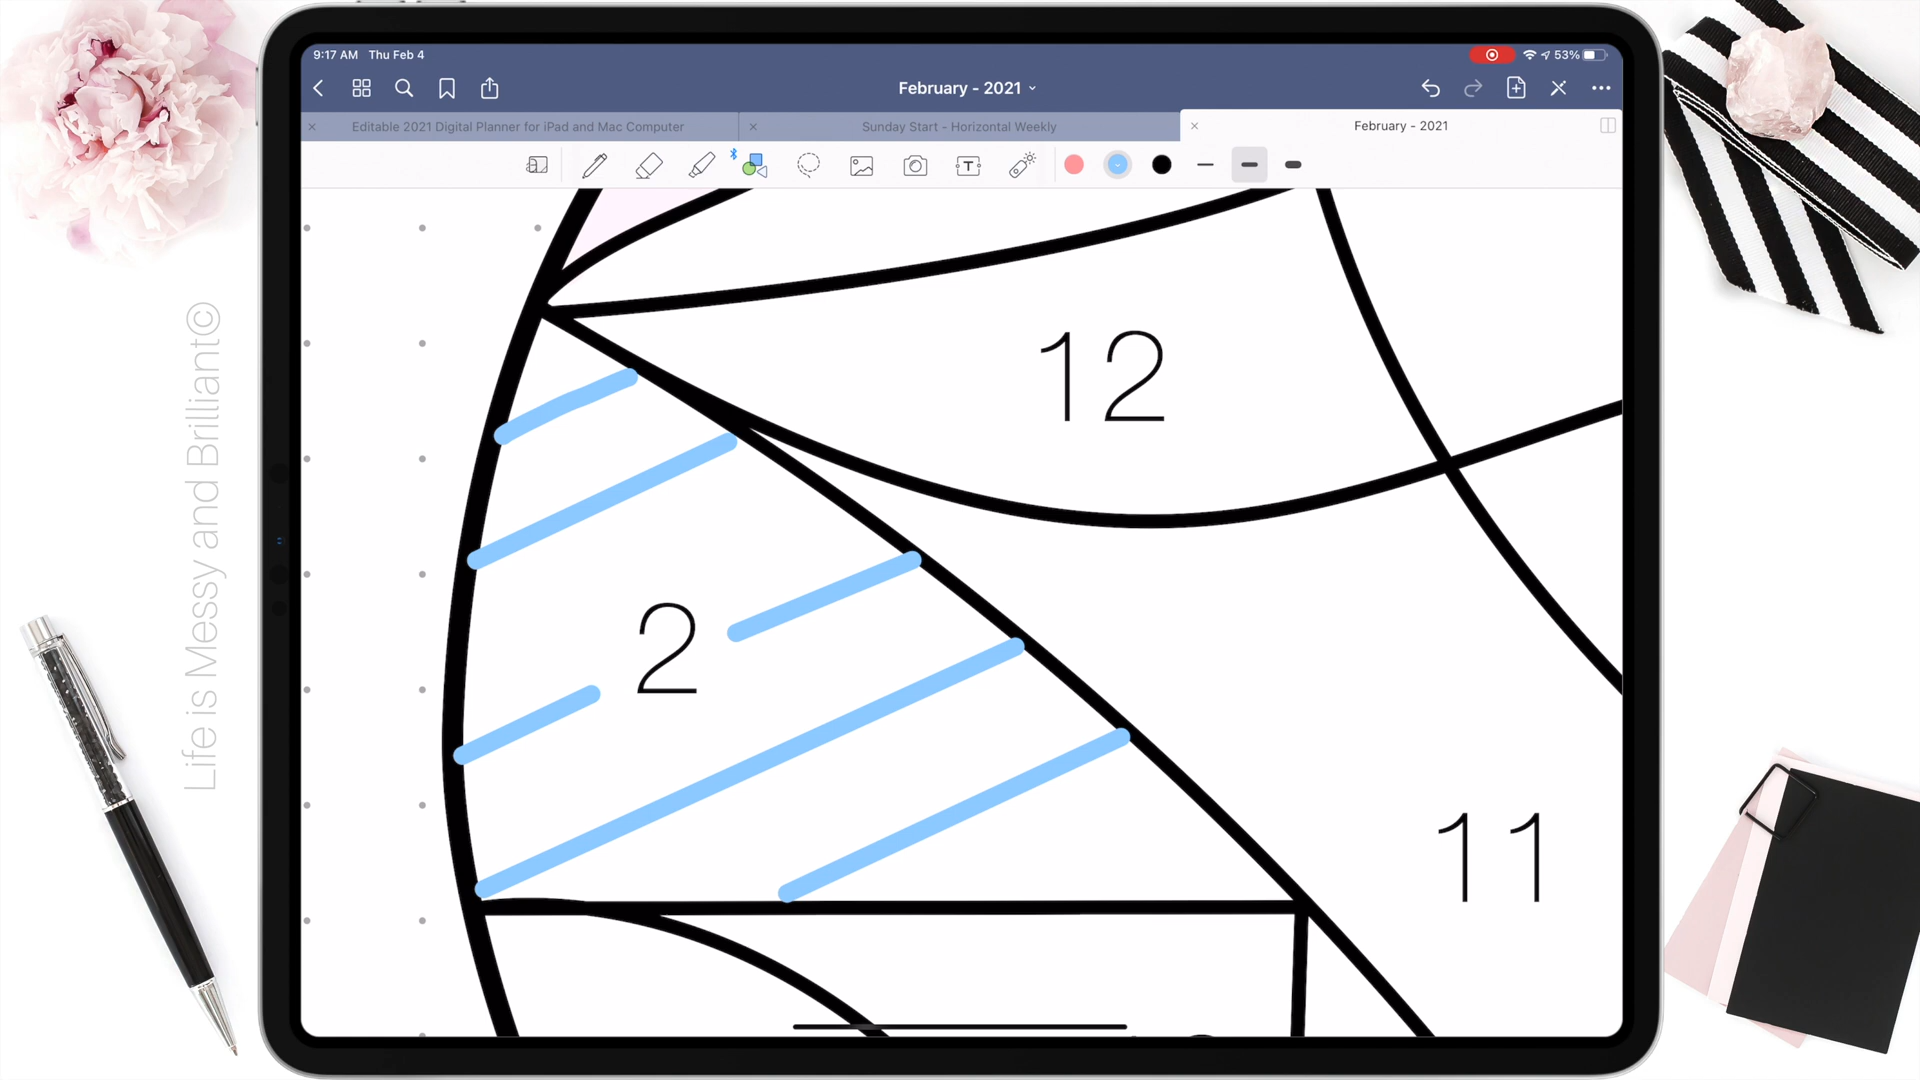 9:17 AM Thu Feb 4
53%
February - 2021
Editable 2021 Digital Planner for iPad and Mac Computer
Sunday Start - Horizontal Weekly
February - 2021
T
12
2
11
Life is Messy and Brilliant©